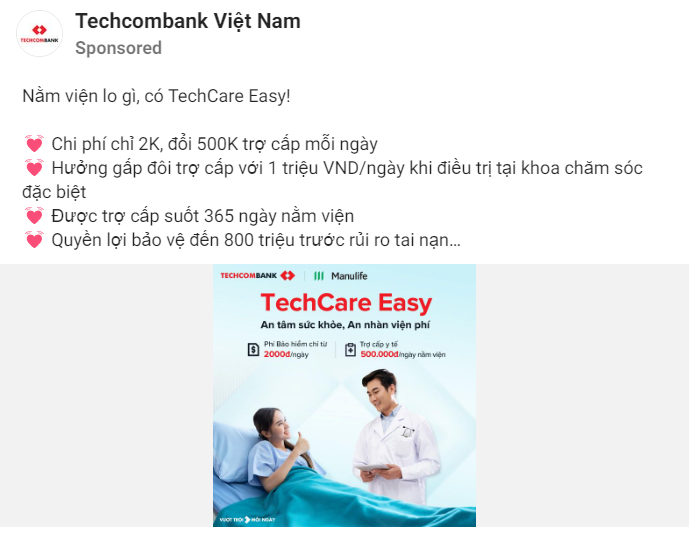 Techcombank Việt Nam
TECHCOMBANK
Sponsored
Nằm viện lo gì, có TechCare Easy!
Chi phí chỉ 2K, đổi 500K trợ cấp mỗi ngày
Hưởng gấp đôi trợ cấp với 1 triệu VND/ngày khi điều trị tại khoa chăm sóc
đặc biệt
Được trợ cấp suốt 365 ngày nằm viện
Quyền lợi bảo vệ đến 800 triệu trước rủi ro tai nạn...
TECHCOMBANK Manulife
TechCare Easy
An tâm sức khỏe, An nhàn viện phí
Phí Bảo hiểm chỉ từ
2000đ/ngày
Trợ cấp y tế
500.000đ/ngày nằm viện
VƯỢT TRỘI MỖI NGÀY